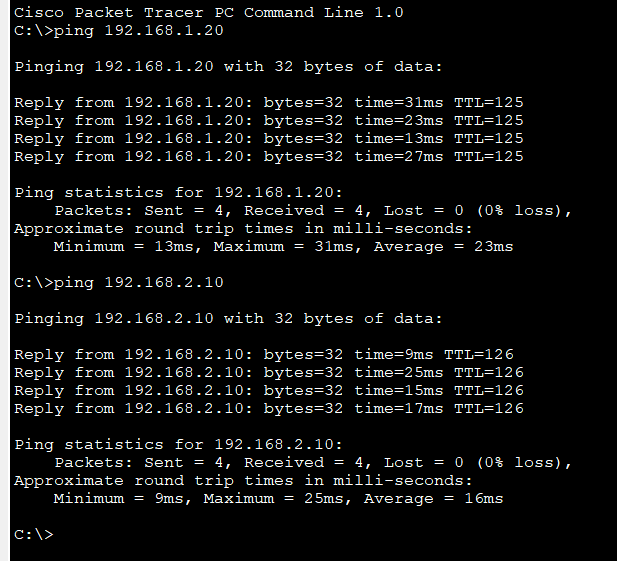 Cisco Packet Tracer PC Command Line 1.0
C:\>ping 192.168.1.20
Pinging 192.168.1.20 with 32 bytes of data:
Reply from 192.168.1.20: bytes=32 time=31ms TTL=125
Reply from 192.168.1.20: bytes=32 time=23ms TTL=125
Reply from 192.168.1.20: bytes=32 time=13ms TTL=125
Reply from 192.168.1.20: bytes=32 time=27ms TTL=125
Ping statistics for 192.168.1.20:
    Packets: Sent = 4, Received = 4, Lost = 0 (0% loss),
Approximate round trip times in milli-seconds:
    Minimum = 13ms, Maximum = 31ms, Average = 23ms
C:\>ping 192.168.2.10
Pinging 192.168.2.10 with 32 bytes of data:
Reply from 192.168.2.10: bytes=32 time=9ms TTL=126
Reply from 192.168.2.10: bytes=32 time=25ms TTL=126
Reply from 192.168.2.10: bytes=32 time=15ms TTL=126
Reply from 192.168.2.10: bytes=32 time=17ms TTL=126
Ping statistics for 192.168.2.10:
    Packets: Sent = 4, Received = 4, Lost = 0 (0% loss),
Approximate round trip times in milli-seconds:
    Minimum = 9ms, Maximum = 25ms, Average = 16ms
C:\>